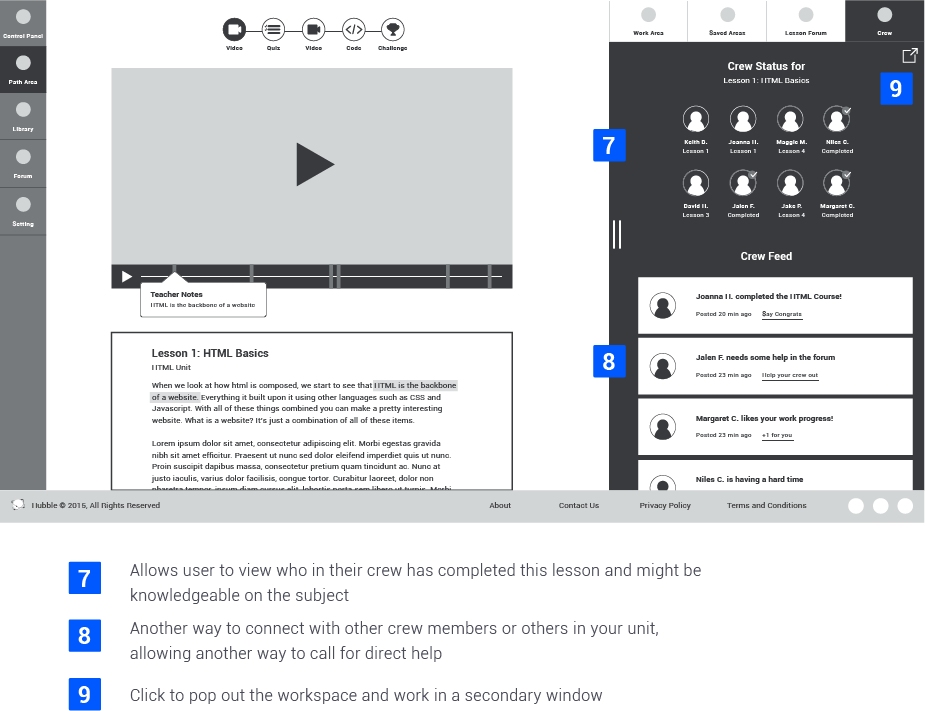 Control Panel
Path Area
Library
Forum
Setting
Video
Quiz
Video
Code
Challenge
Teacher Notes
HTML is the backbone of a website
Lesson 1: HTML Basics
HTML Unit
When we look at how html is composed, we start to see that HTML is the backbone
of a website. Everything it built upon it using other languages such as CSS and
Javascript. With all of these things combined you can make a pretty interesting
website. What is a website? It's just a combination of all of these items.
Lorem ipsum dolor sit amet, consectetur adipiscing elit. Morbi egestas gravida
nibh sit amet efficitur. Praesent ut nunc sed dolor eleifend imperdiet quis ut nunc.
Proin suscipit dapibus massa, consectetur pretium quam tincidunt ac. Nunc at
justo iaculis, varius dolor facilisis, congue tortor. Curabitur laoreet, dolor non
pharetra tempor, ipsum diam cursus elit, lobortis porta sem libero ut turpis. Morbi
Work Area
Saved Areas
Lesson Forum
Crew
Crew Status for
Lesson 1: HTML Basics
9
7
Keith B.
Lesson 1
Joanna H.
Lesson 1
Maggie M.
Lesson 4
Niles C.
Completed
David H.
Lesson 3
Jalen F.
Completed
Jake P.
Lesson 4
Margaret C.
Completed
Crew Feed
Joanna H. completed the HTML Course!
Posted 20 min ago Say Congrats
8
Jalen F. needs some help in the forum
Posted 23 min ago Help your crew out
Margaret C. likes your work progress!
Posted 23 min ago +1 for you
Niles C. is having a hard time
Hubble © 2015, All Rights Reserved
About
Contact Us
Privacy Policy
Terms and Conditions
7 Allows user to view who in their crew has completed this lesson and might be
knowledgeable on the subject
8 Another way to connect with other crew members or others in your unit,
allowing another way to call for direct help
9 Click to pop out the workspace and work in a secondary window